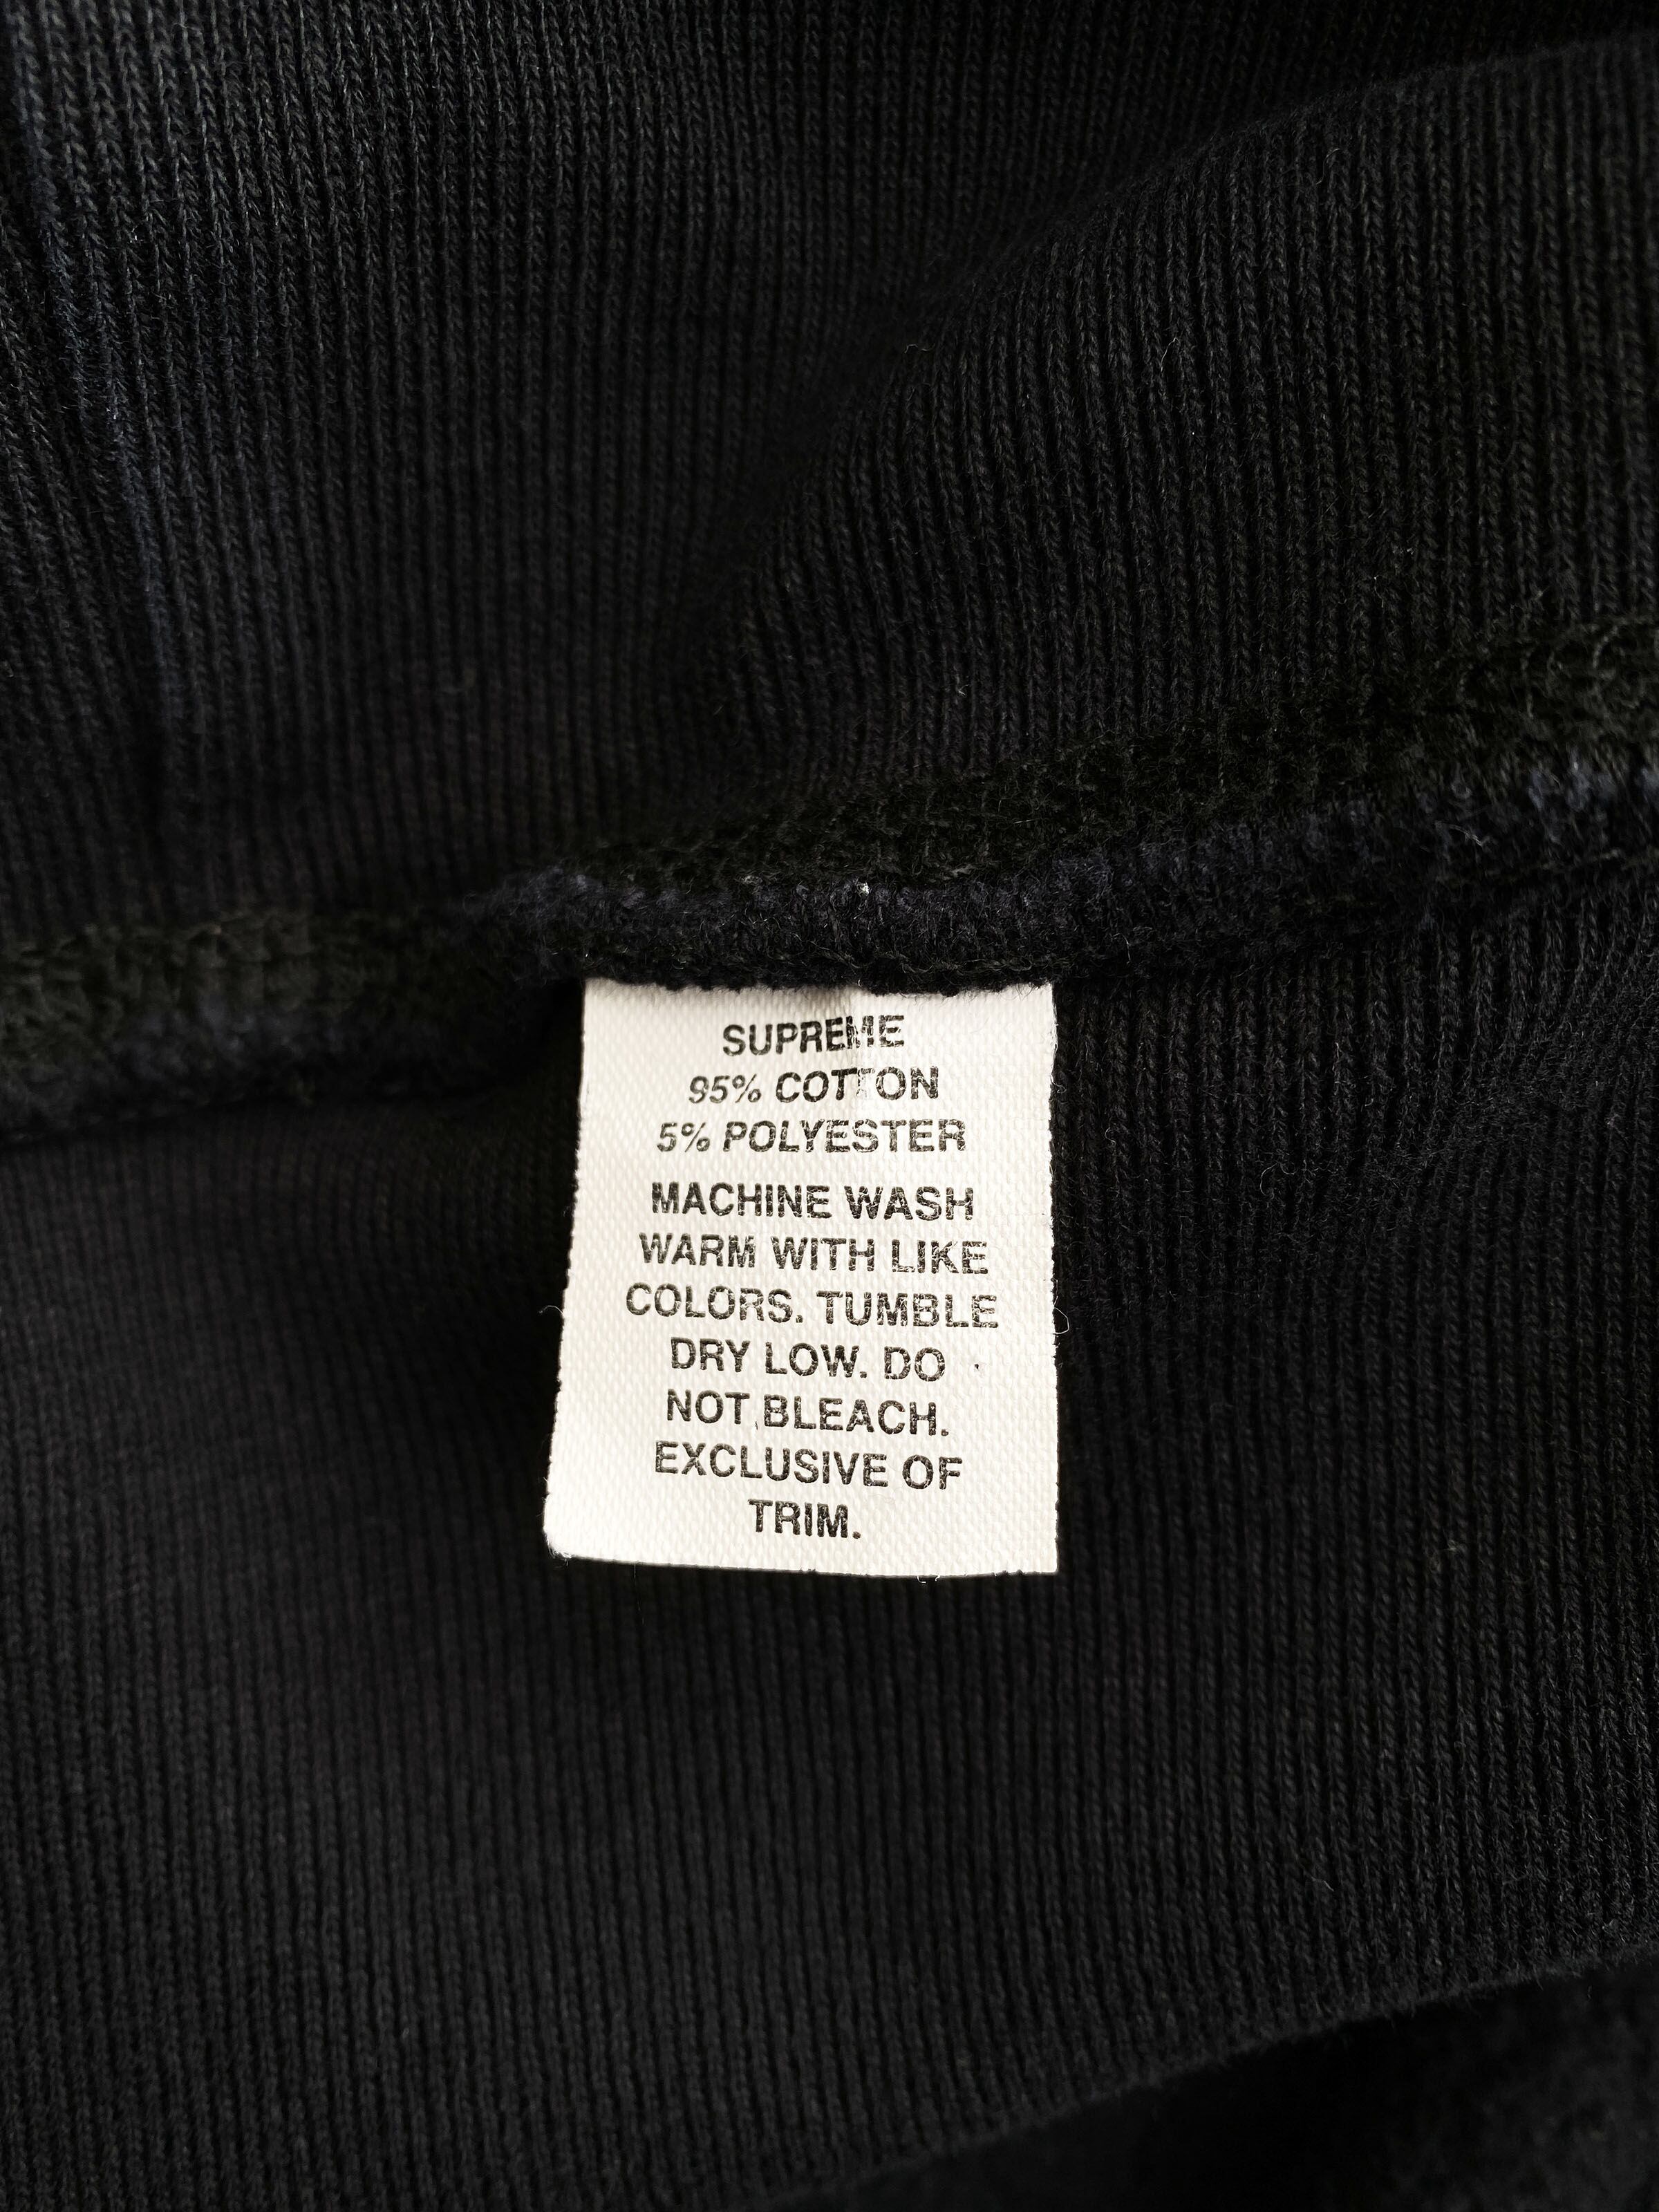 SUPREME
95% COTTON
5% POLYESTER
MACHINE WASH
WARM WITH LIKE
COLORS. TUMBLE
DRY LOW. DO
NOT BLEACH.
EXCLUSIVE OF
TRIM.